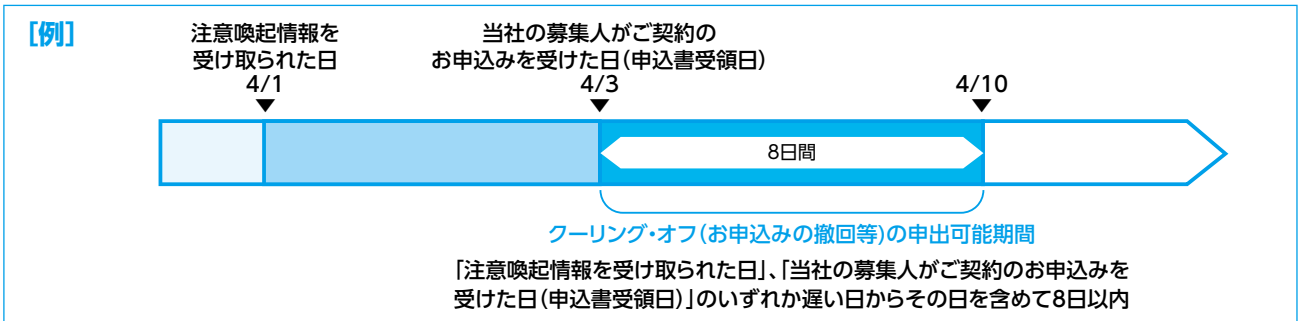 ［例］
注意喚起情報を
受け取られた日
4/1
当社の募集人がご契約の
お申込みを受けた日（申込書受領日）
4/3
4/10
8日間
クーリング・オフ（お申込みの撤回等）の申出可能期間
「注意喚起情報を受け取られた日」、「当社の募集人がご契約のお申込みを
受けた日（申込書受領日）」のいずれか遅い日からその日を含めて8日以内